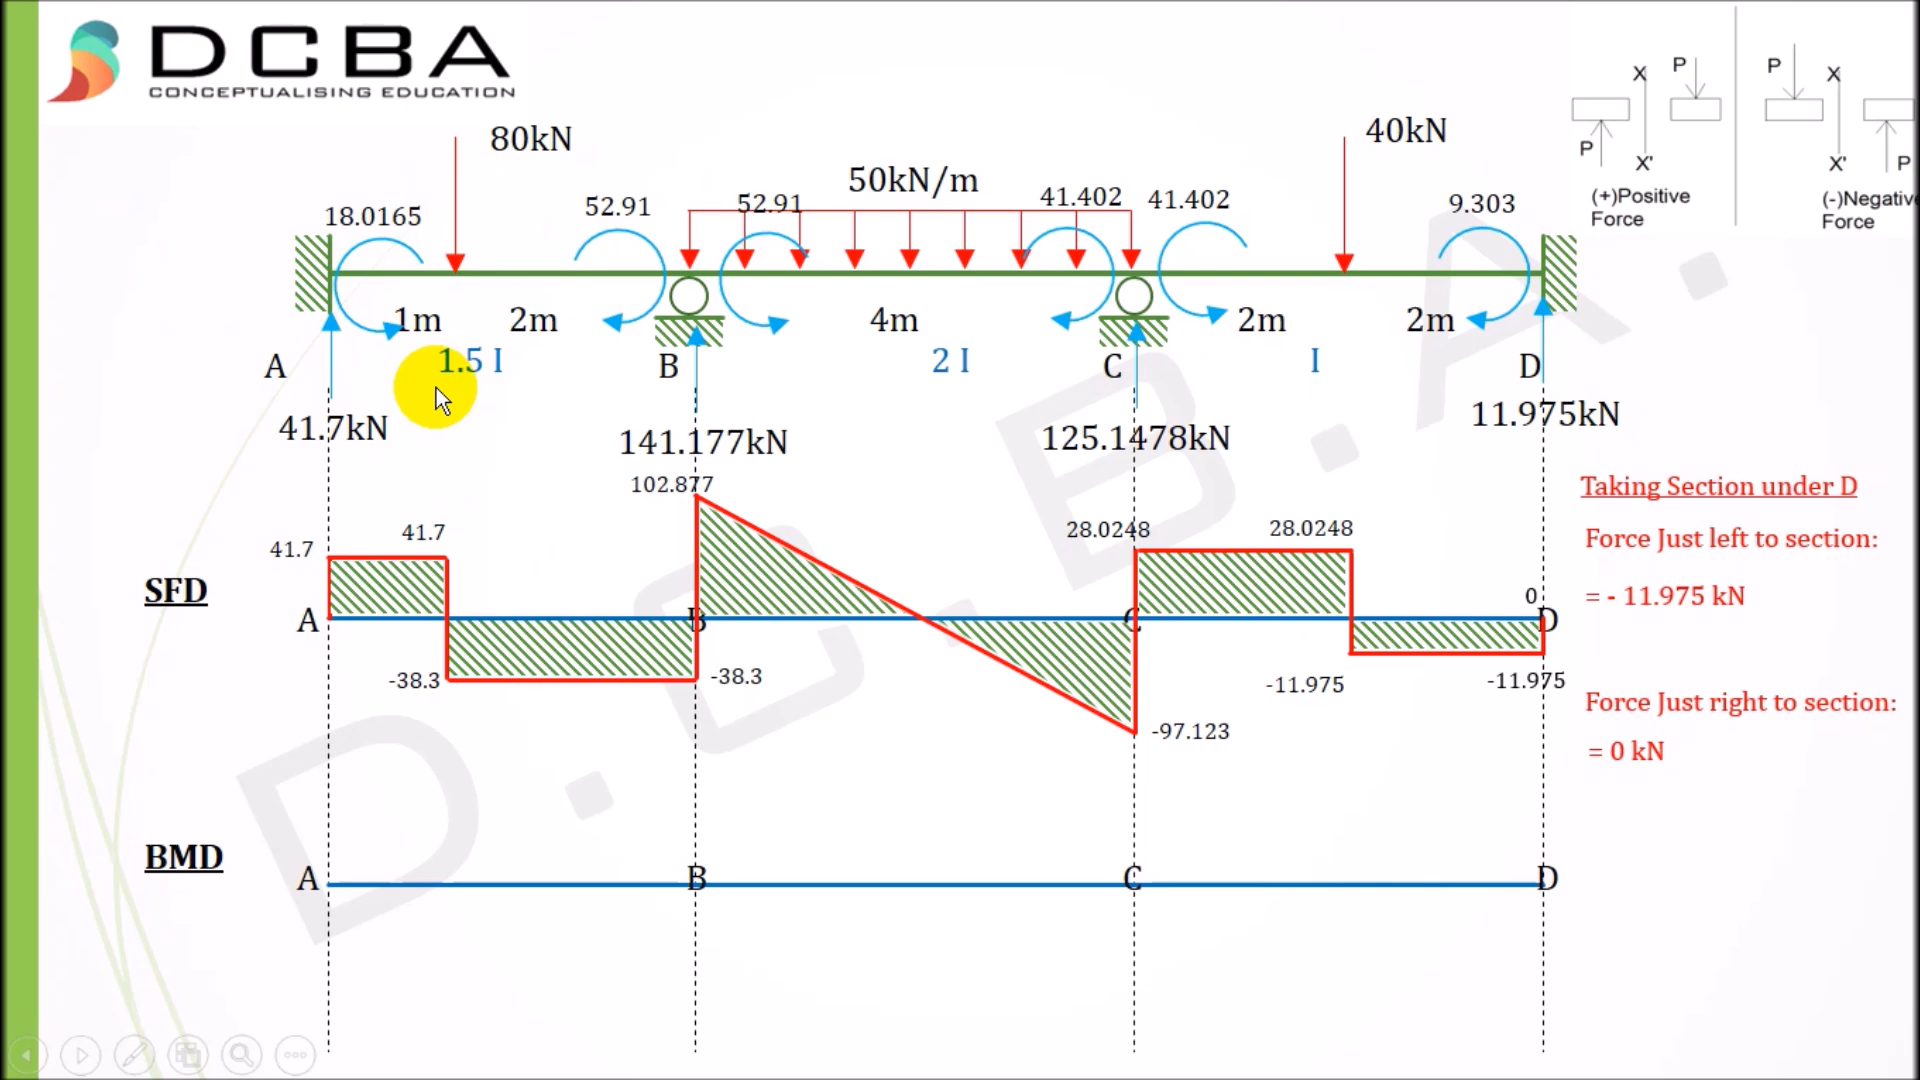 DCBA
CONCEPTUALISING EDUCATION
80kN
40kN
50kN/m
18.0165
52.91
52.91
41.402
41.402
9.303
X
P
P
X
P
X'
X'
P
(+)Positive
Force
(-)Negative
Force
1m
2m
4m
2m
2m
A
1.5 I
B
2 I
C
I
D
41.7kN
141.177kN
125.1478kN
11.975kN
102.877
41.7
41.7
28.0248
28.0248
SFD
A
B
C
D
0
-38.3
-38.3
-97.123
-11.975
-11.975
Taking Section under D
Force Just left to section:
= - 11.975 kN
Force Just right to section:
= 0 kN
BMD
A
B
C
D
D.C.B.A.